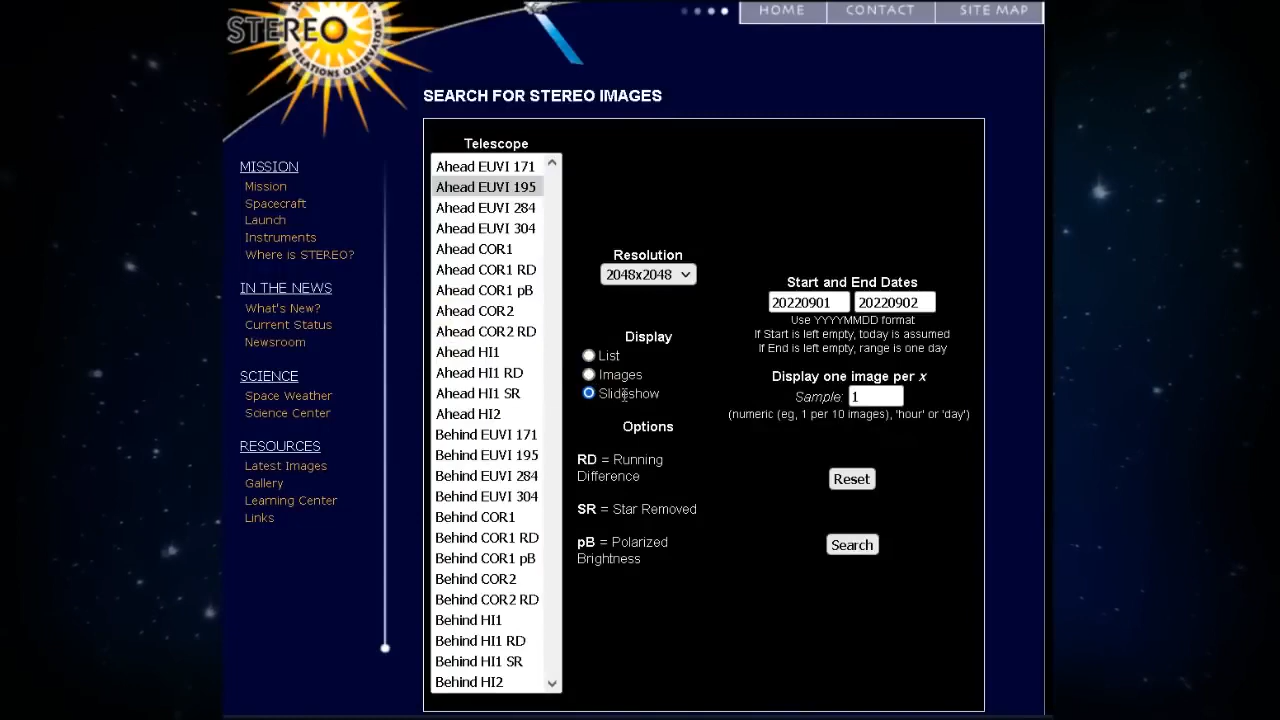 STEREO
RELATIONS OBSERVATO
HOME
CONTACT
SITE MAP
SEARCH FOR STEREO IMAGES
MISSION
Mission
Spacecraft
Launch
Instruments
Where is STEREO?
IN THE NEWS
What's New?
Current Status
Newsroom
SCIENCE
Space Weather
Science Center
RESOURCES
Latest Images
Gallery
Learning Center
Links
Telescope
Ahead EUVI 171
Ahead EUVI 195
Ahead EUVI 284
Ahead EUVI 304
Ahead COR1
Ahead COR1 RD
Ahead COR1 pB
Ahead COR2
Ahead COR2 RD
Ahead HI1
Ahead HI1 RD
Ahead HI1 SR
Ahead HI2
Behind EUVI 171
Behind EUVI 195
Behind EUVI 284
Behind EUVI 304
Behind COR1
Behind COR1 RD
Behind COR1 pB
Behind COR2
Behind COR2 RD
Behind HI1
Behind HI1 RD
Behind HI1 SR
Behind HI2
Resolution
2048x2048
Display
List
Images
Slideshow
Options
RD = Running
Difference
SR = Star Removed
pB = Polarized
Brightness
Start and End Dates
20220901 20220902
Use YYYYMMDD format
If Start is left empty, today is assumed
If End is left empty, range is one day
Display one image per x
Sample: 1
(numeric (eg, 1 per 10 images), 'hour' or 'day')
Reset
Search